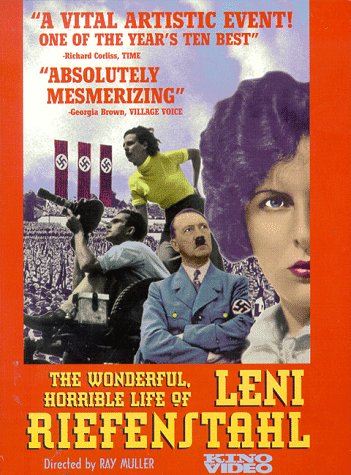 "A VITAL ARTISTIC EVENT!
ONE OF THE YEAR'S TEN BEST"
-Richard Corliss, TIME
"ABSOLUTELY
MESMERIZING"
-Georgia Brown, VILLAGE VOICE
THE WONDERFUL,
HORRIBLE LIFE OF
LENI
RIEFENSTAHL
Directed by RAY MULLER
KINO
VIDEO